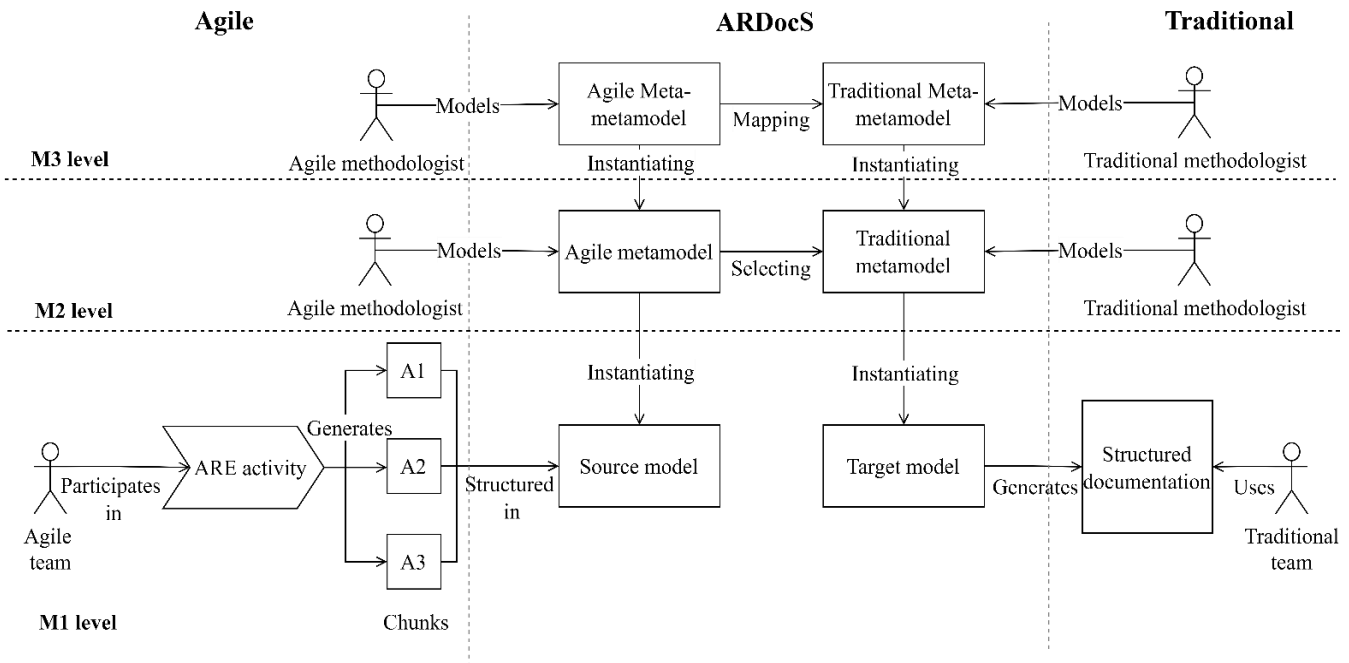 Agile
ARDocS
Traditional
Models
Agile Meta-
metamodel
Mapping
Traditional Meta-
metamodel
Models
M3 level
Agile methodologist
Instantiating
Instantiating
Traditional methodologist
Models
Agile metamodel
Selecting
Traditional
metamodel
Models
M2 level
Agile methodologist
Traditional methodologist
A1
Instantiating
Instantiating
Generates
ARE activity
A2
Source model
Target model
Structured
documentation
Participates
in
Structured
in
Generates
Uses
Agile
team
Traditional
team
A3
M1 level
Chunks